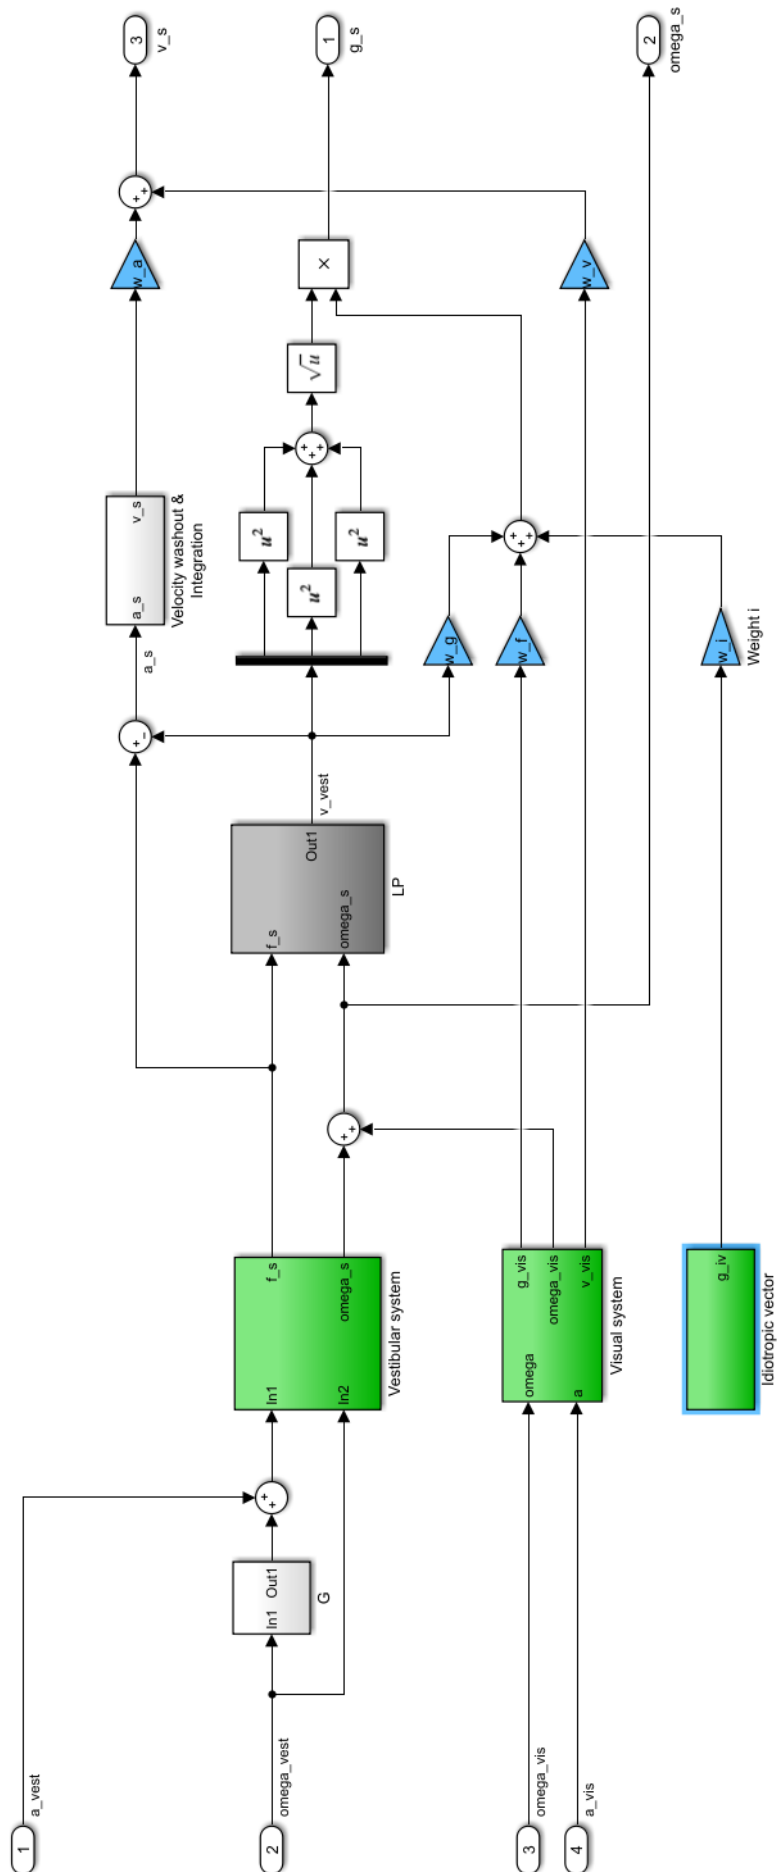 1
a_vest
2
omega_vest
3
omega_vis
4
a_vis
In1 Out1
G
+
+
In1
In2
f_s
omega_s
Vestibular system
omega
a
g_vis
omega_vis
v_vis
Visual system
g_iv
Idiotropic vector
+
+
f_s
omega_s
Out1
LP
v_vest
+
-
a_s
a_s
v_s
Velocity washout &
Integration
u²
u²
u²
+
+
+
√u
×
w_g
w_f
w_i
Weight i
+
+
+
w_a
w_v
+
+
3
v_s
1
g_s
2
omega_s